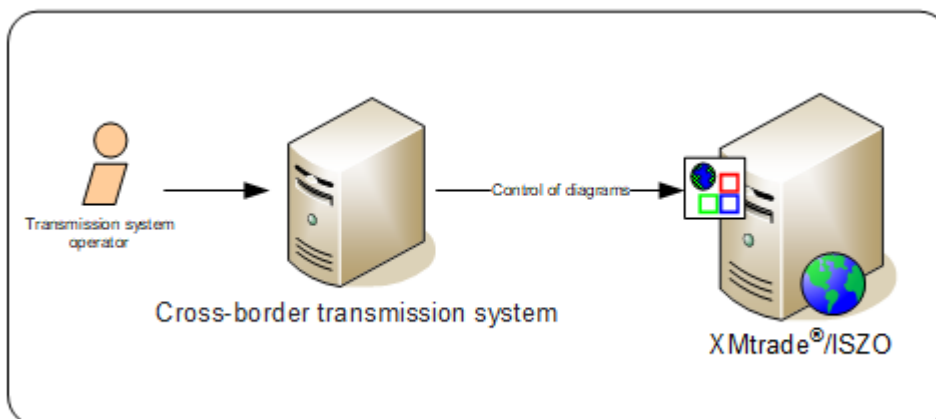 Control of diagrams
Transmission system
operator
Cross-border transmission system
XMtrade®/ISZO